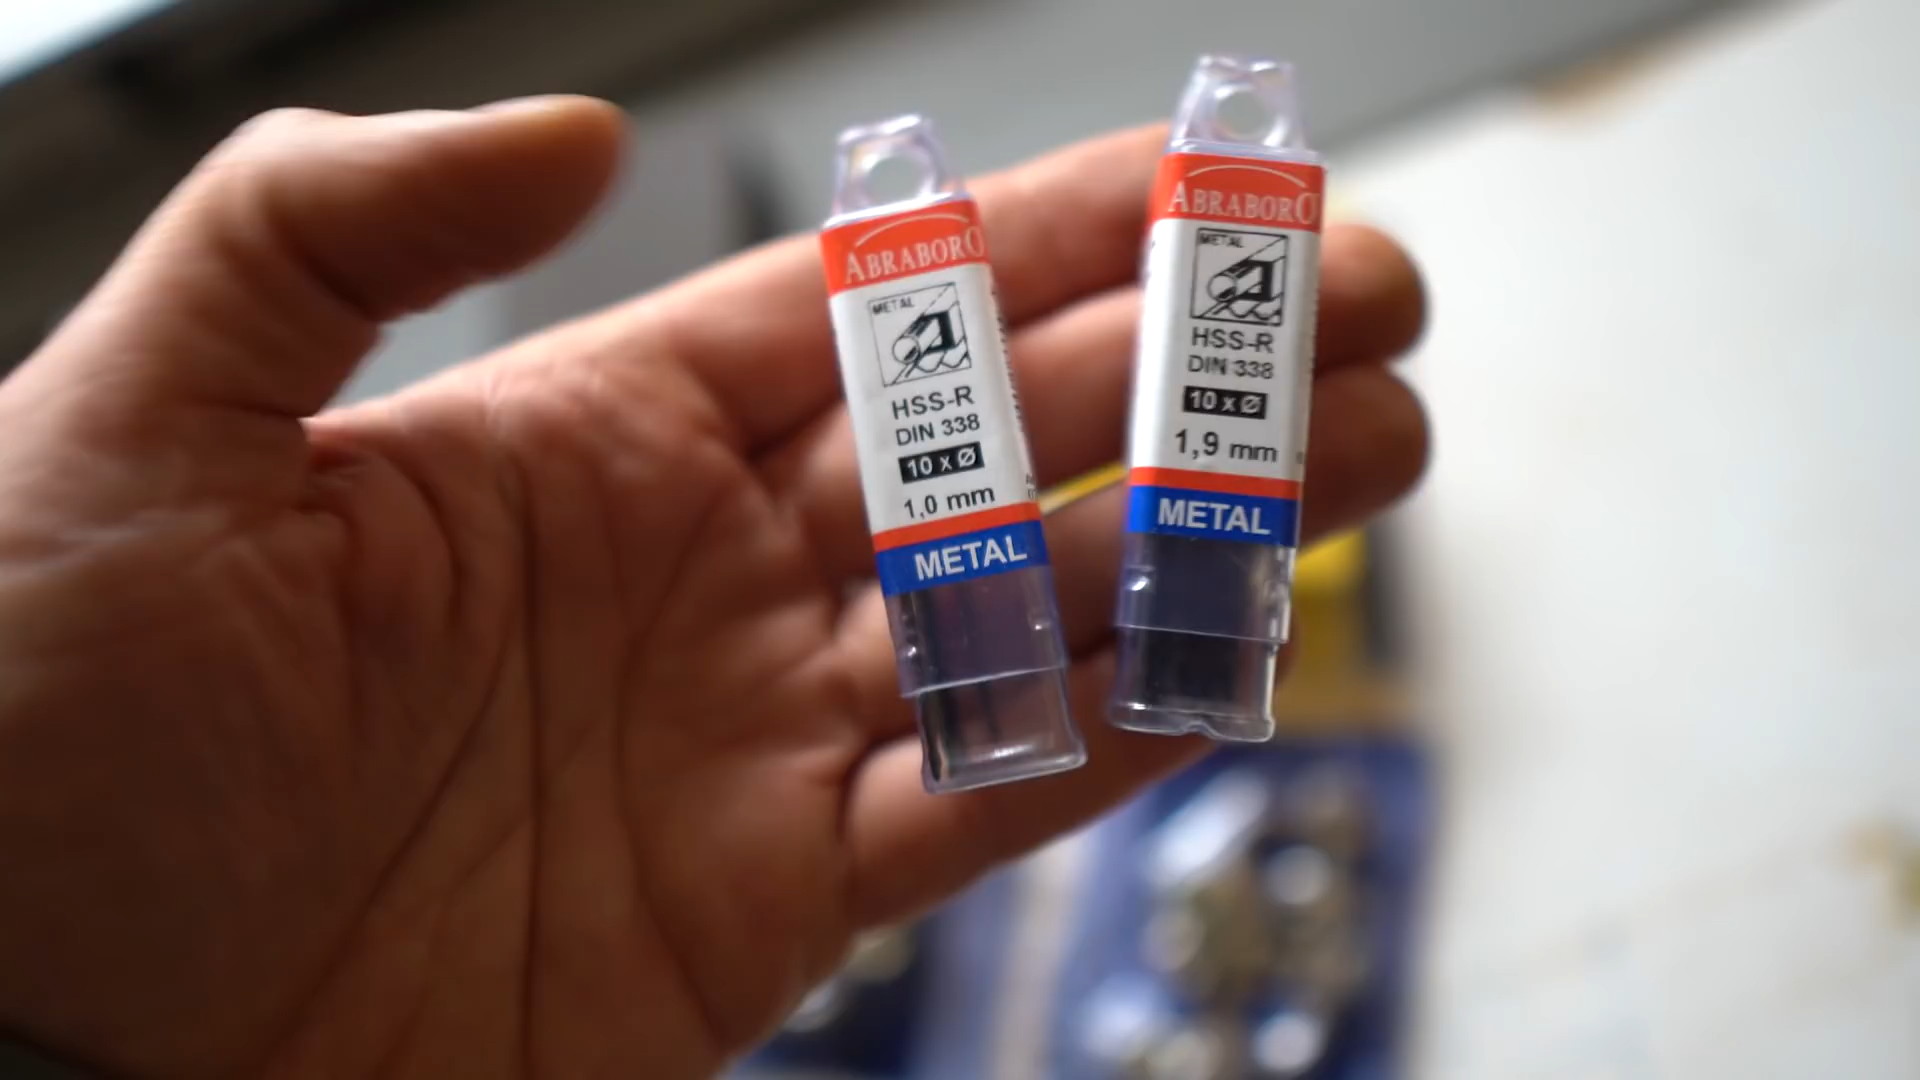 ABRABORO
METAL
HSS-R
DIN 338
10 x Ø
1,0 mm
METAL
ABRABORO
METAL
HSS-R
DIN 338
10 x Ø
1,9 mm
METAL